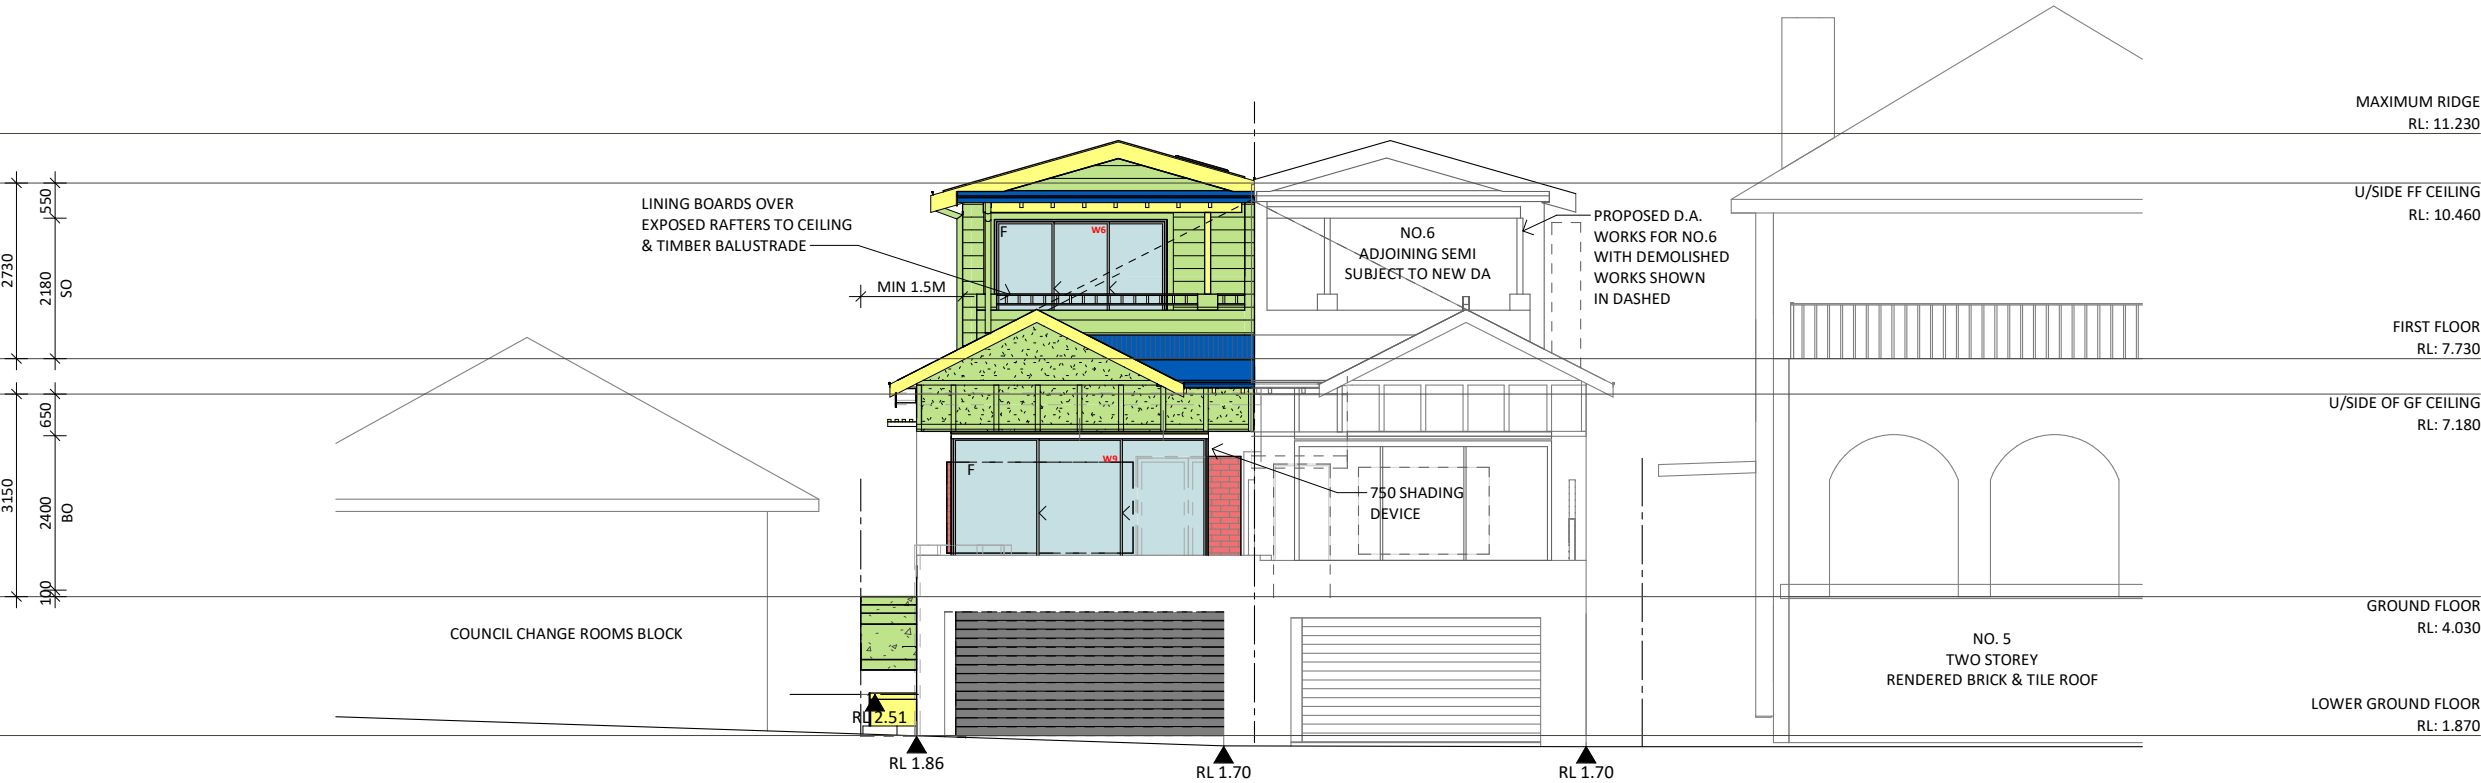 MAXIMUM RIDGE
RL: 11.230
U/SIDE FF CEILING
RL: 10.460
FIRST FLOOR
RL: 7.730
U/SIDE OF GF CEILING
RL: 7.180
GROUND FLOOR
RL: 4.030
LOWER GROUND FLOOR
RL: 1.870
2730
550
2180
SO
3150
650
2400
BO
100
LINING BOARDS OVER
EXPOSED RAFTERS TO CEILING
& TIMBER BALUSTRADE
MIN 1.5M
F
W6
NO.6
ADJOINING SEMI
SUBJECT TO NEW DA
PROPOSED D.A.
WORKS FOR NO.6
WITH DEMOLISHED
WORKS SHOWN
IN DASHED
F
W9
750 SHADING
DEVICE
COUNCIL CHANGE ROOMS BLOCK
NO. 5
TWO STOREY
RENDERED BRICK & TILE ROOF
RL 2.51
RL 1.86
RL 1.70
RL 1.70